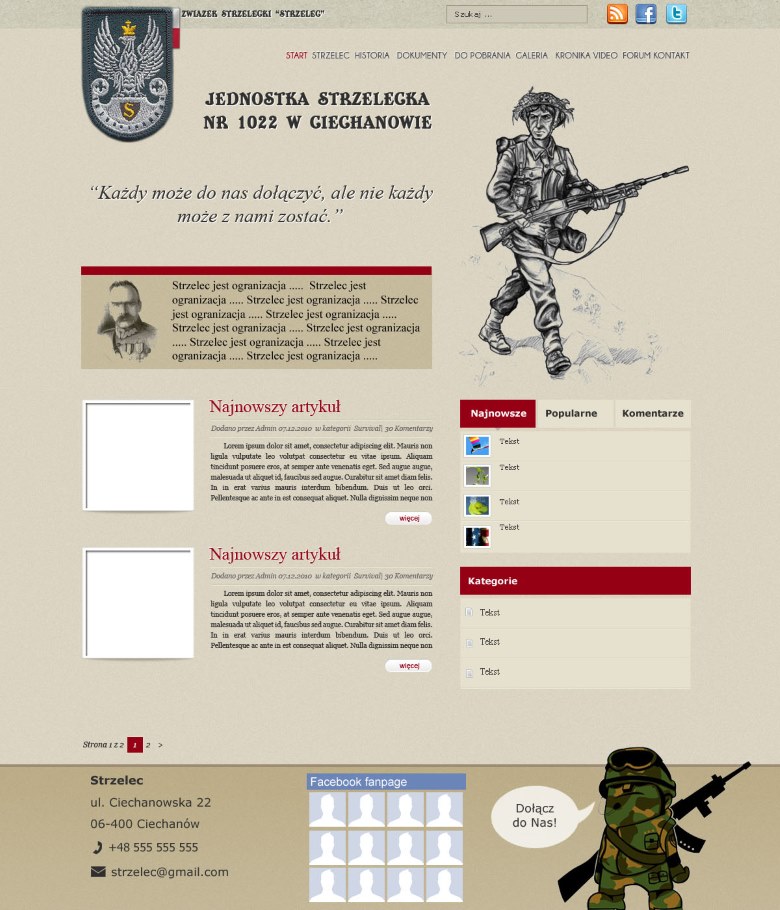 ZWIĄZEK STRZELECKI “STRZELEC”
Szukaj ...
START STRZELEC HISTORIA DOKUMENTY DO POBRANIA GALERIA KRONIKA VIDEO FORUM KONTAKT
S
JEDNOSTKA STRZELECKA
NR 1022 W CIECHANOWIE
“Każdy może do nas dołączyć, ale nie każdy
może z nami zostać.”
Strzelec jest ogranizacja ..... Strzelec jest
ogranizacja ..... Strzelec jest ogranizacja ..... Strzelec
jest ogranizacja ..... Strzelec jest ogranizacja .....
Strzelec jest ogranizacja ..... Strzelec jest ogranizacja
..... Strzelec jest ogranizacja ..... Strzelec jest
ogranizacja ..... Strzelec jest ogranizacja .....
Najnowszy artykuł
Dodano przez Admin 07.12.2010 w kategorii Survival| 30 Komentarzy
Lorem ipsum dolor sit amet, consectetur adipiscing elit. Mauris non
ligula vulputate leo volutpat consectetur eu vitae ipsum. Aliquam
tincidunt posuere eros, at semper ante venenatis eget. Sed augue augue,
malesuada ut aliquet id, faucibus sed augue. Curabitur sit amet diam felis.
In in erat varius mauris interdum bibendum. Duis ut leo orci.
Pellentesque ac ante in est consequat aliquet. Nulla dignissim neque non
więcej
Najnowszy artykuł
Dodano przez Admin 07.12.2010 w kategorii Survival| 30 Komentarzy
Lorem ipsum dolor sit amet, consectetur adipiscing elit. Mauris non
ligula vulputate leo volutpat consectetur eu vitae ipsum. Aliquam
tincidunt posuere eros, at semper ante venenatis eget. Sed augue augue,
malesuada ut aliquet id, faucibus sed augue. Curabitur sit amet diam felis.
In in erat varius mauris interdum bibendum. Duis ut leo orci.
Pellentesque ac ante in est consequat aliquet. Nulla dignissim neque non
więcej
Strona 1 z 2 1 2 >
Najnowsze Popularne Komentarze
Tekst
Tekst
Tekst
Tekst
Kategorie
Tekst
Tekst
Tekst
Strzelec
ul. Ciechanowska 22
06-400 Ciechanów
+48 555 555 555
strzelec@gmail.com
Facebook fanpage
Dołącz
do Nas!